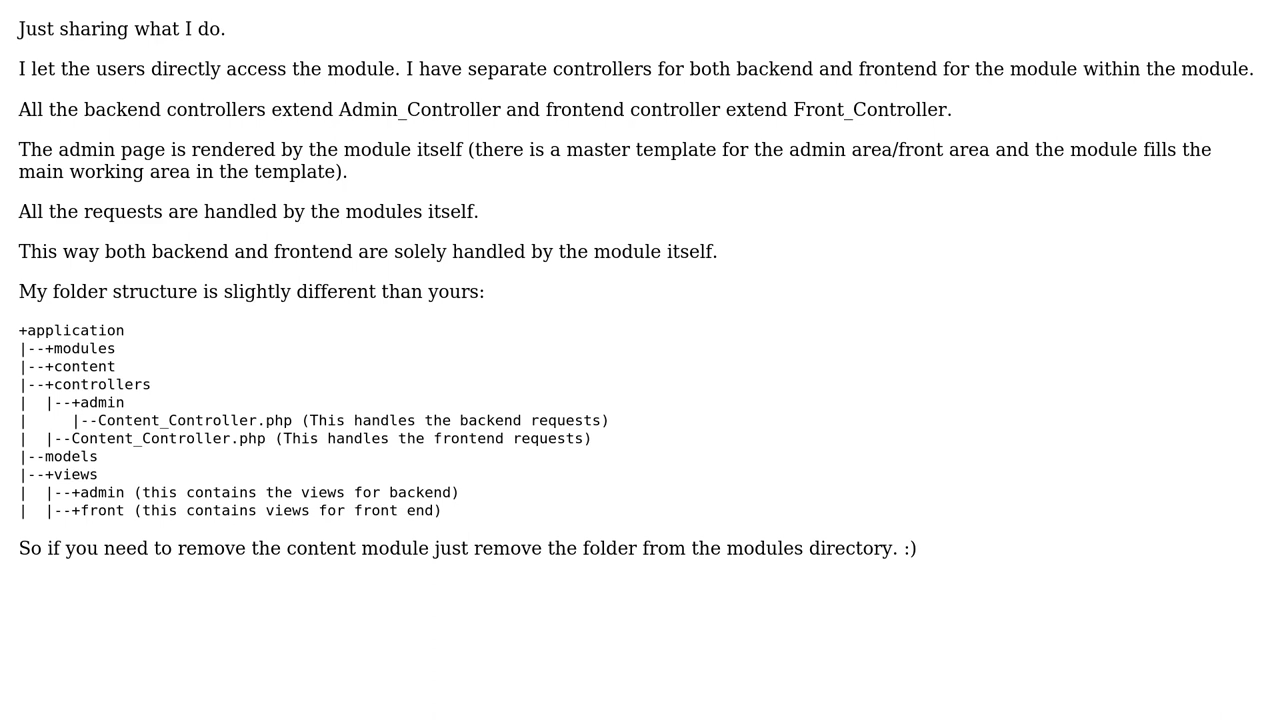 Just sharing what I do.
I let the users directly access the module. I have separate controllers for both backend and frontend for the module within the module.
All the backend controllers extend Admin_Controller and frontend controller extend Front_Controller.
The admin page is rendered by the module itself (there is a master template for the admin area/front area and the module fills the
main working area in the template).
All the requests are handled by the modules itself.
This way both backend and frontend are solely handled by the module itself.
My folder structure is slightly different than yours:
+application
|--+modules
|--+content
|--+controllers
|  |--+admin
|     |--Content_Controller.php (This handles the backend requests)
|  |--Content_Controller.php (This handles the frontend requests)
|--models
|--+views
|  |--+admin (this contains the views for backend)
|  |--+front (this contains views for front end)
So if you need to remove the content module just remove the folder from the modules directory. :)